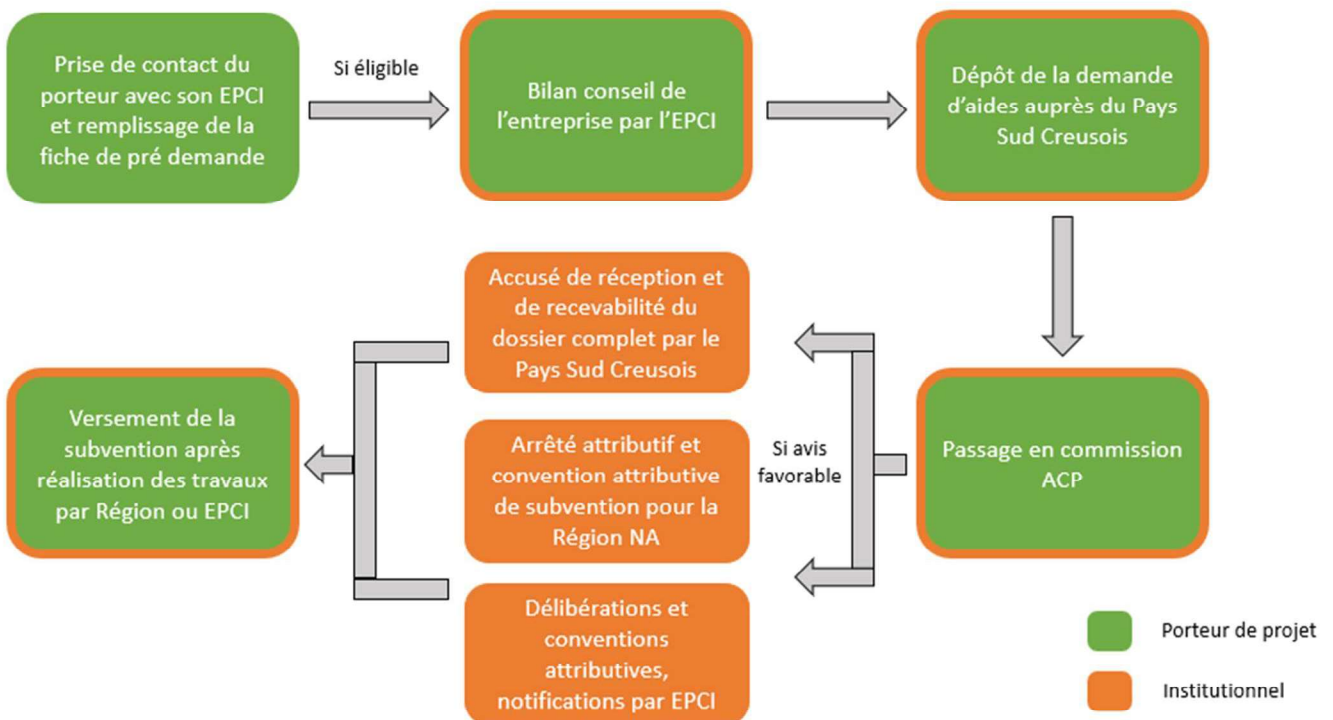 Prise de contact du
porteur avec son EPCI
et remplissage de la
fiche de pré demande
Si éligible
Bilan conseil de
l'entreprise par l'EPCI
Dépôt de la demande
d'aides auprès du Pays
Sud Creusois
Accusé de réception et
de recevabilité du
dossier complet par le
Pays Sud Creusois
Versement de la
subvention après
réalisation des travaux
par Région ou EPCI
Arrêté attributif et
convention attributive
de subvention pour la
Région NA
Si avis
favorable
Passage en commission
ACP
Délibérations et
conventions
attributives,
notifications par EPCI
Porteur de projet
Institutionnel